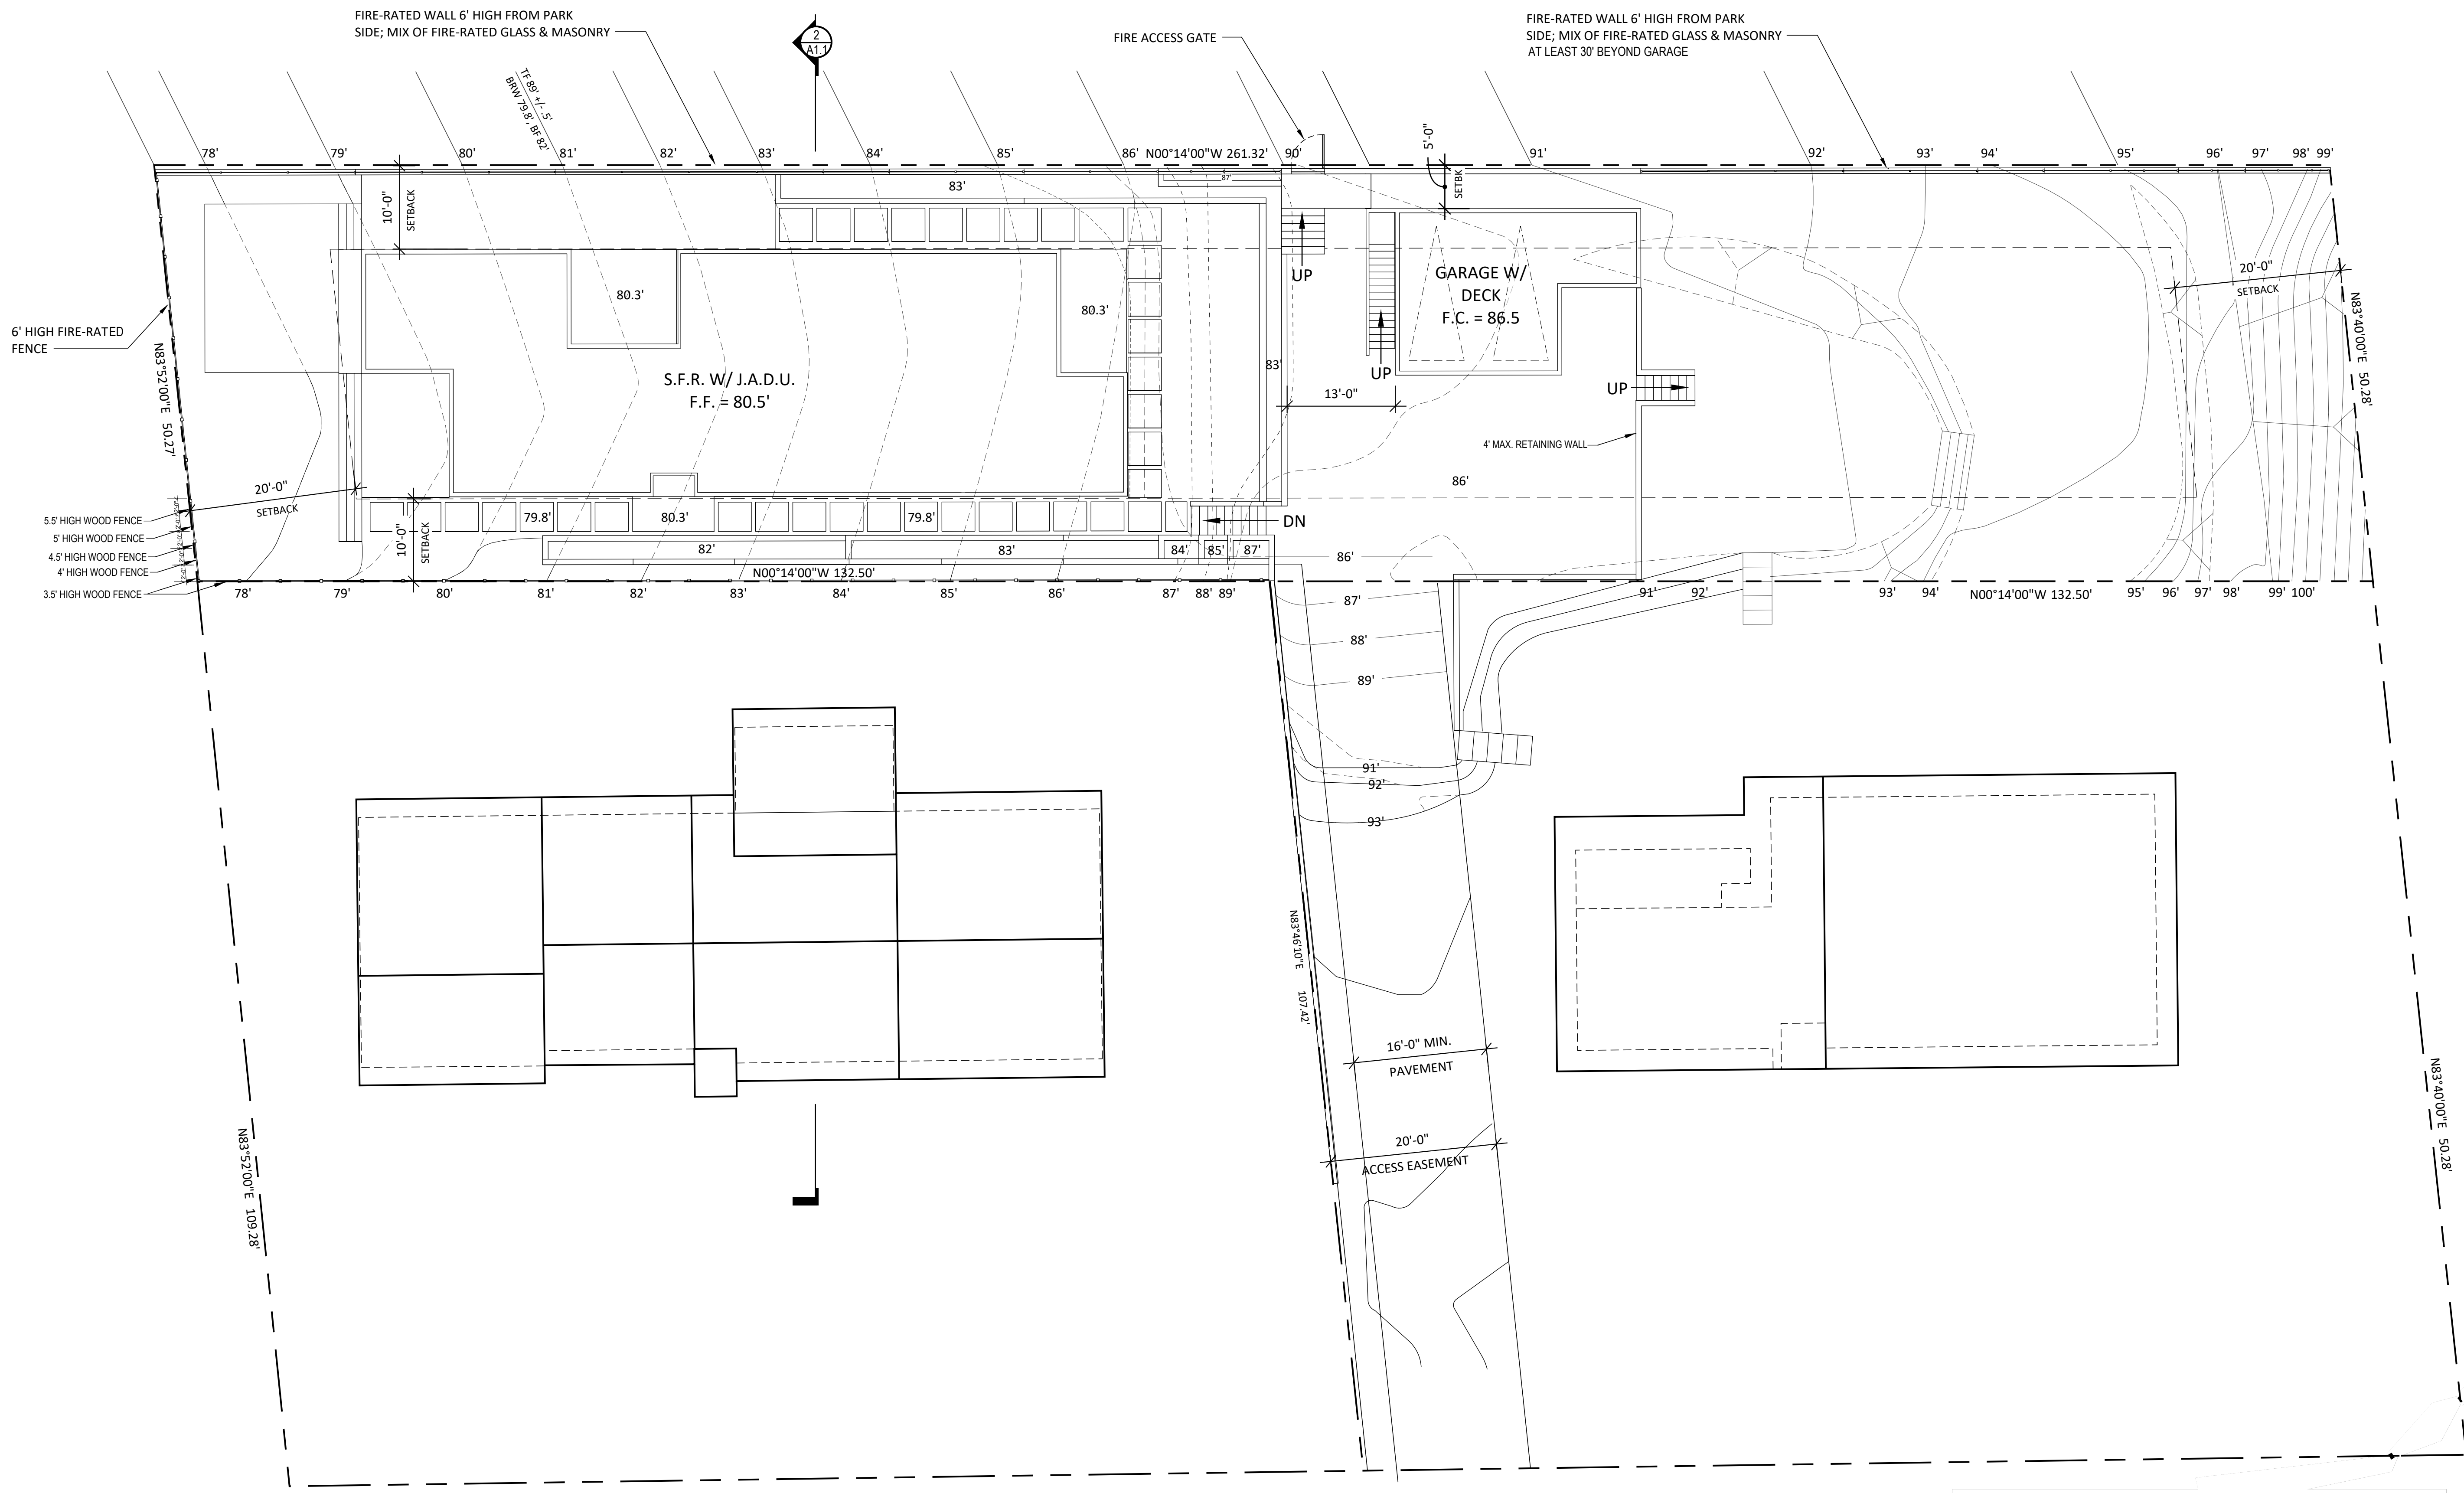 FIRE-RATED WALL 6' HIGH FROM PARK
SIDE; MIX OF FIRE-RATED GLASS & MASONRY
2
A1.1
FIRE ACCESS GATE
FIRE-RATED WALL 6' HIGH FROM PARK
SIDE; MIX OF FIRE-RATED GLASS & MASONRY
AT LEAST 30' BEYOND GARAGE
TF 89' +/- .5'
BRW 79.8', BF 82'
78'
79'
80'
81'
82'
83'
84'
85'
86'
N00°14'00"W 261.32'
90'
5'-0"
SETBK
91'
92'
93'
94'
95'
96'
97'
98'
99'
10'-0"
SETBACK
83'
87'
UP
GARAGE W/
DECK
F.C. = 86.5
20'-0"
SETBACK
80.3'
80.3'
6' HIGH FIRE-RATED
FENCE
N83°52'00"E 50.27'
S.F.R. W/ J.A.D.U.
F.F. = 80.5'
83'
UP
13'-0"
UP
N83°40'00"E 50.28'
4' MAX. RETAINING WALL
86'
20'-0"
SETBACK
10'-0"
SETBACK
79.8'
80.3'
79.8'
DN
5.5' HIGH WOOD FENCE
5' HIGH WOOD FENCE
4.5' HIGH WOOD FENCE
4' HIGH WOOD FENCE
3.5' HIGH WOOD FENCE
82'
83'
84'
85'
87'
86'
N00°14'00"W 132.50'
78'
79'
80'
81'
82'
83'
84'
85'
86'
87'
88'
89'
87'
91'
92'
93'
94'
N00°14'00"W 132.50'
95'
96'
97'
98'
99'
100'
88'
89'
91'
92'
93'
N83°46'10"E 107.42'
16'-0" MIN.
PAVEMENT
20'-0"
ACCESS EASEMENT
N83°52'00"E 109.28'
N83°40'00"E 50.28'